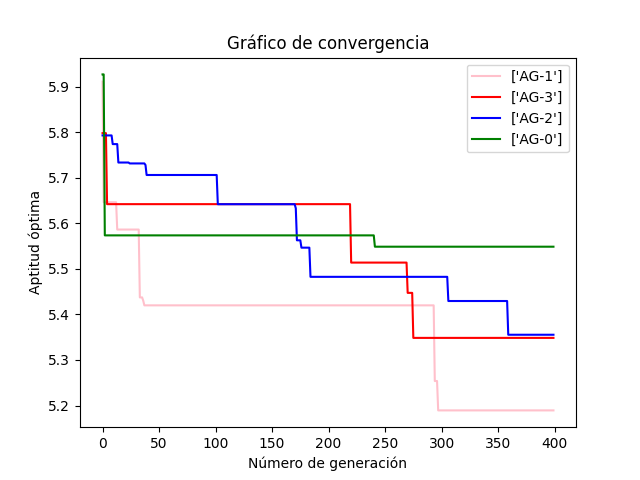 Gráfico de convergencia
['AG-1']
['AG-3']
['AG-2']
['AG-0']
Aptitud óptima
5.9
5.8
5.7
5.6
5.5
5.4
5.3
5.2
0 50 100 150 200 250 300 350 400
Número de generación